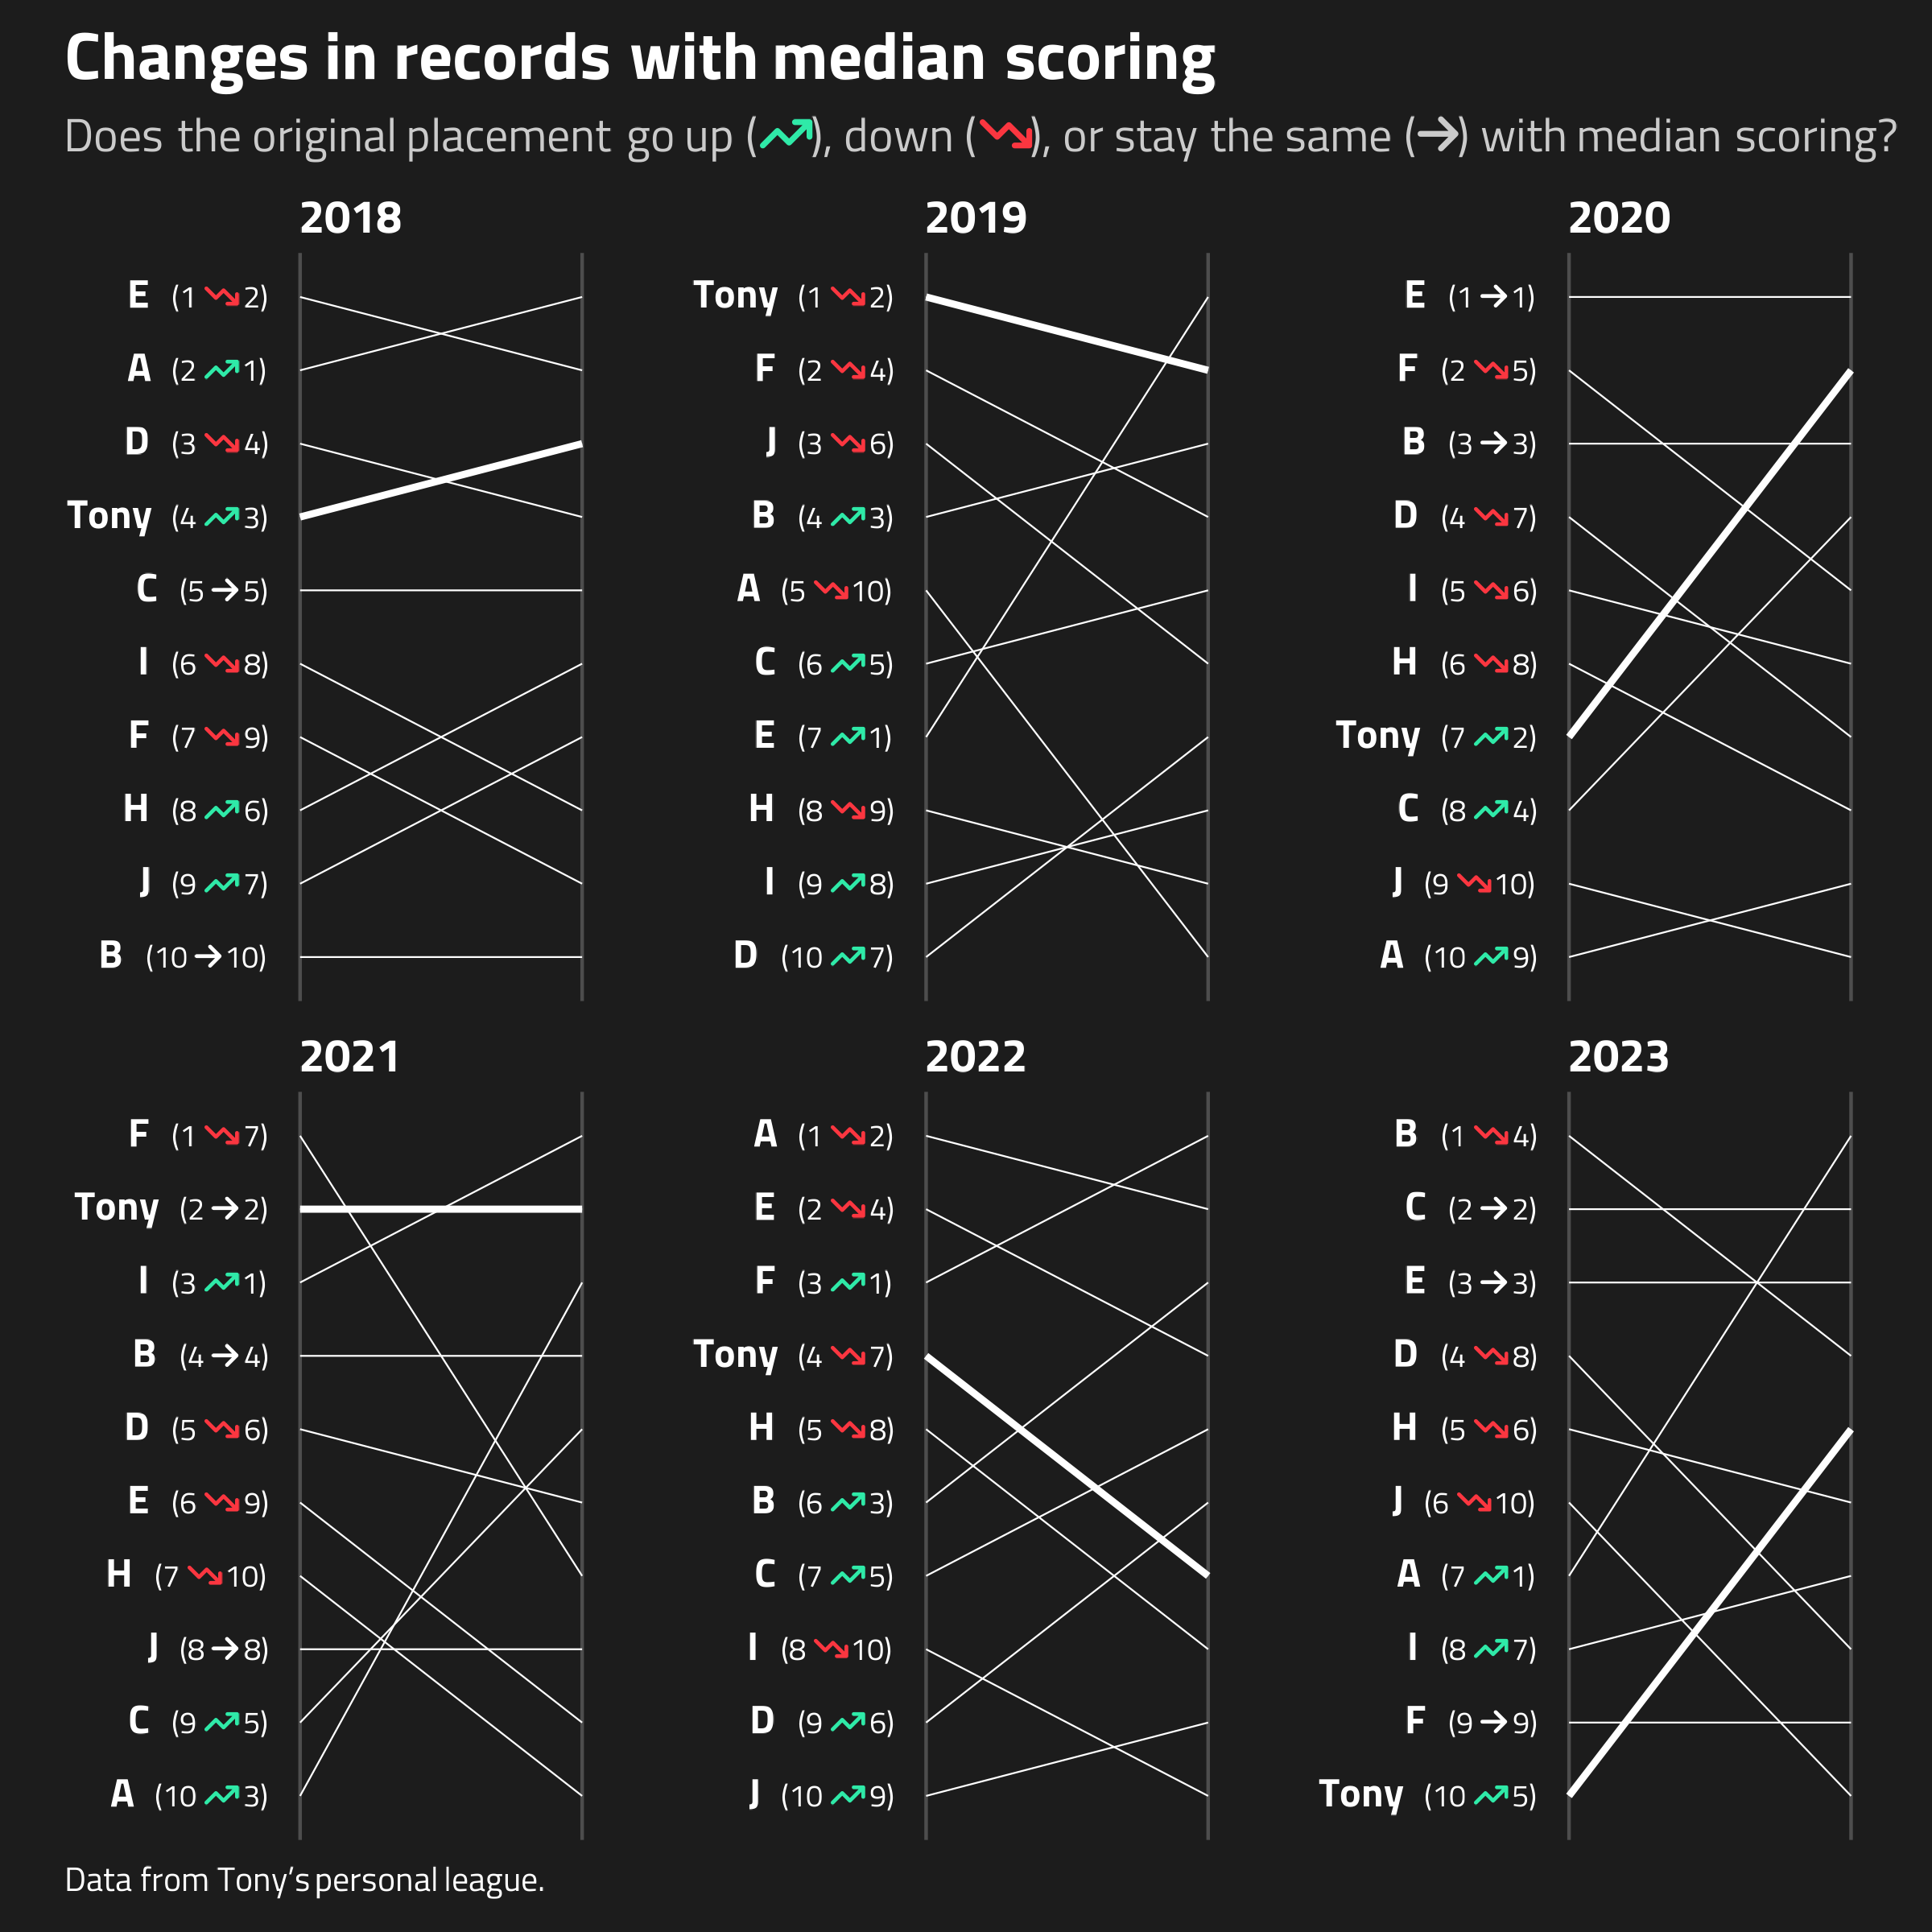 Changes in records with median scoring
Does the original placement go up (), down (), or stay the same (→) with median scoring?
2018
E (1 2)
A (2 1)
D (3 4)
Tony (4 3)
C (5 → 5)
I (6 8)
F (7 9)
H (8 6)
J (9 7)
B (10 → 10)
2019
Tony (1 2)
F (2 4)
J (3 6)
B (4 3)
A (5 10)
C (6 5)
E (7 1)
H (8 9)
I (9 8)
D (10 7)
2020
E (1 → 1)
F (2 5)
B (3 → 3)
D (4 7)
I (5 6)
H (6 8)
Tony (7 2)
C (8 4)
J (9 10)
A (10 9)
2021
F (1 7)
Tony (2 → 2)
I (3 1)
B (4 → 4)
D (5 6)
E (6 9)
H (7 10)
J (8 → 8)
C (9 5)
A (10 3)
2022
A (1 2)
E (2 4)
F (3 1)
Tony (4 7)
H (5 8)
B (6 3)
C (7 5)
I (8 10)
D (9 6)
J (10 9)
2023
B (1 4)
C (2 → 2)
E (3 → 3)
D (4 8)
H (5 6)
J (6 10)
A (7 1)
I (8 7)
F (9 → 9)
Tony (10 5)
Data from Tony’s personal league.